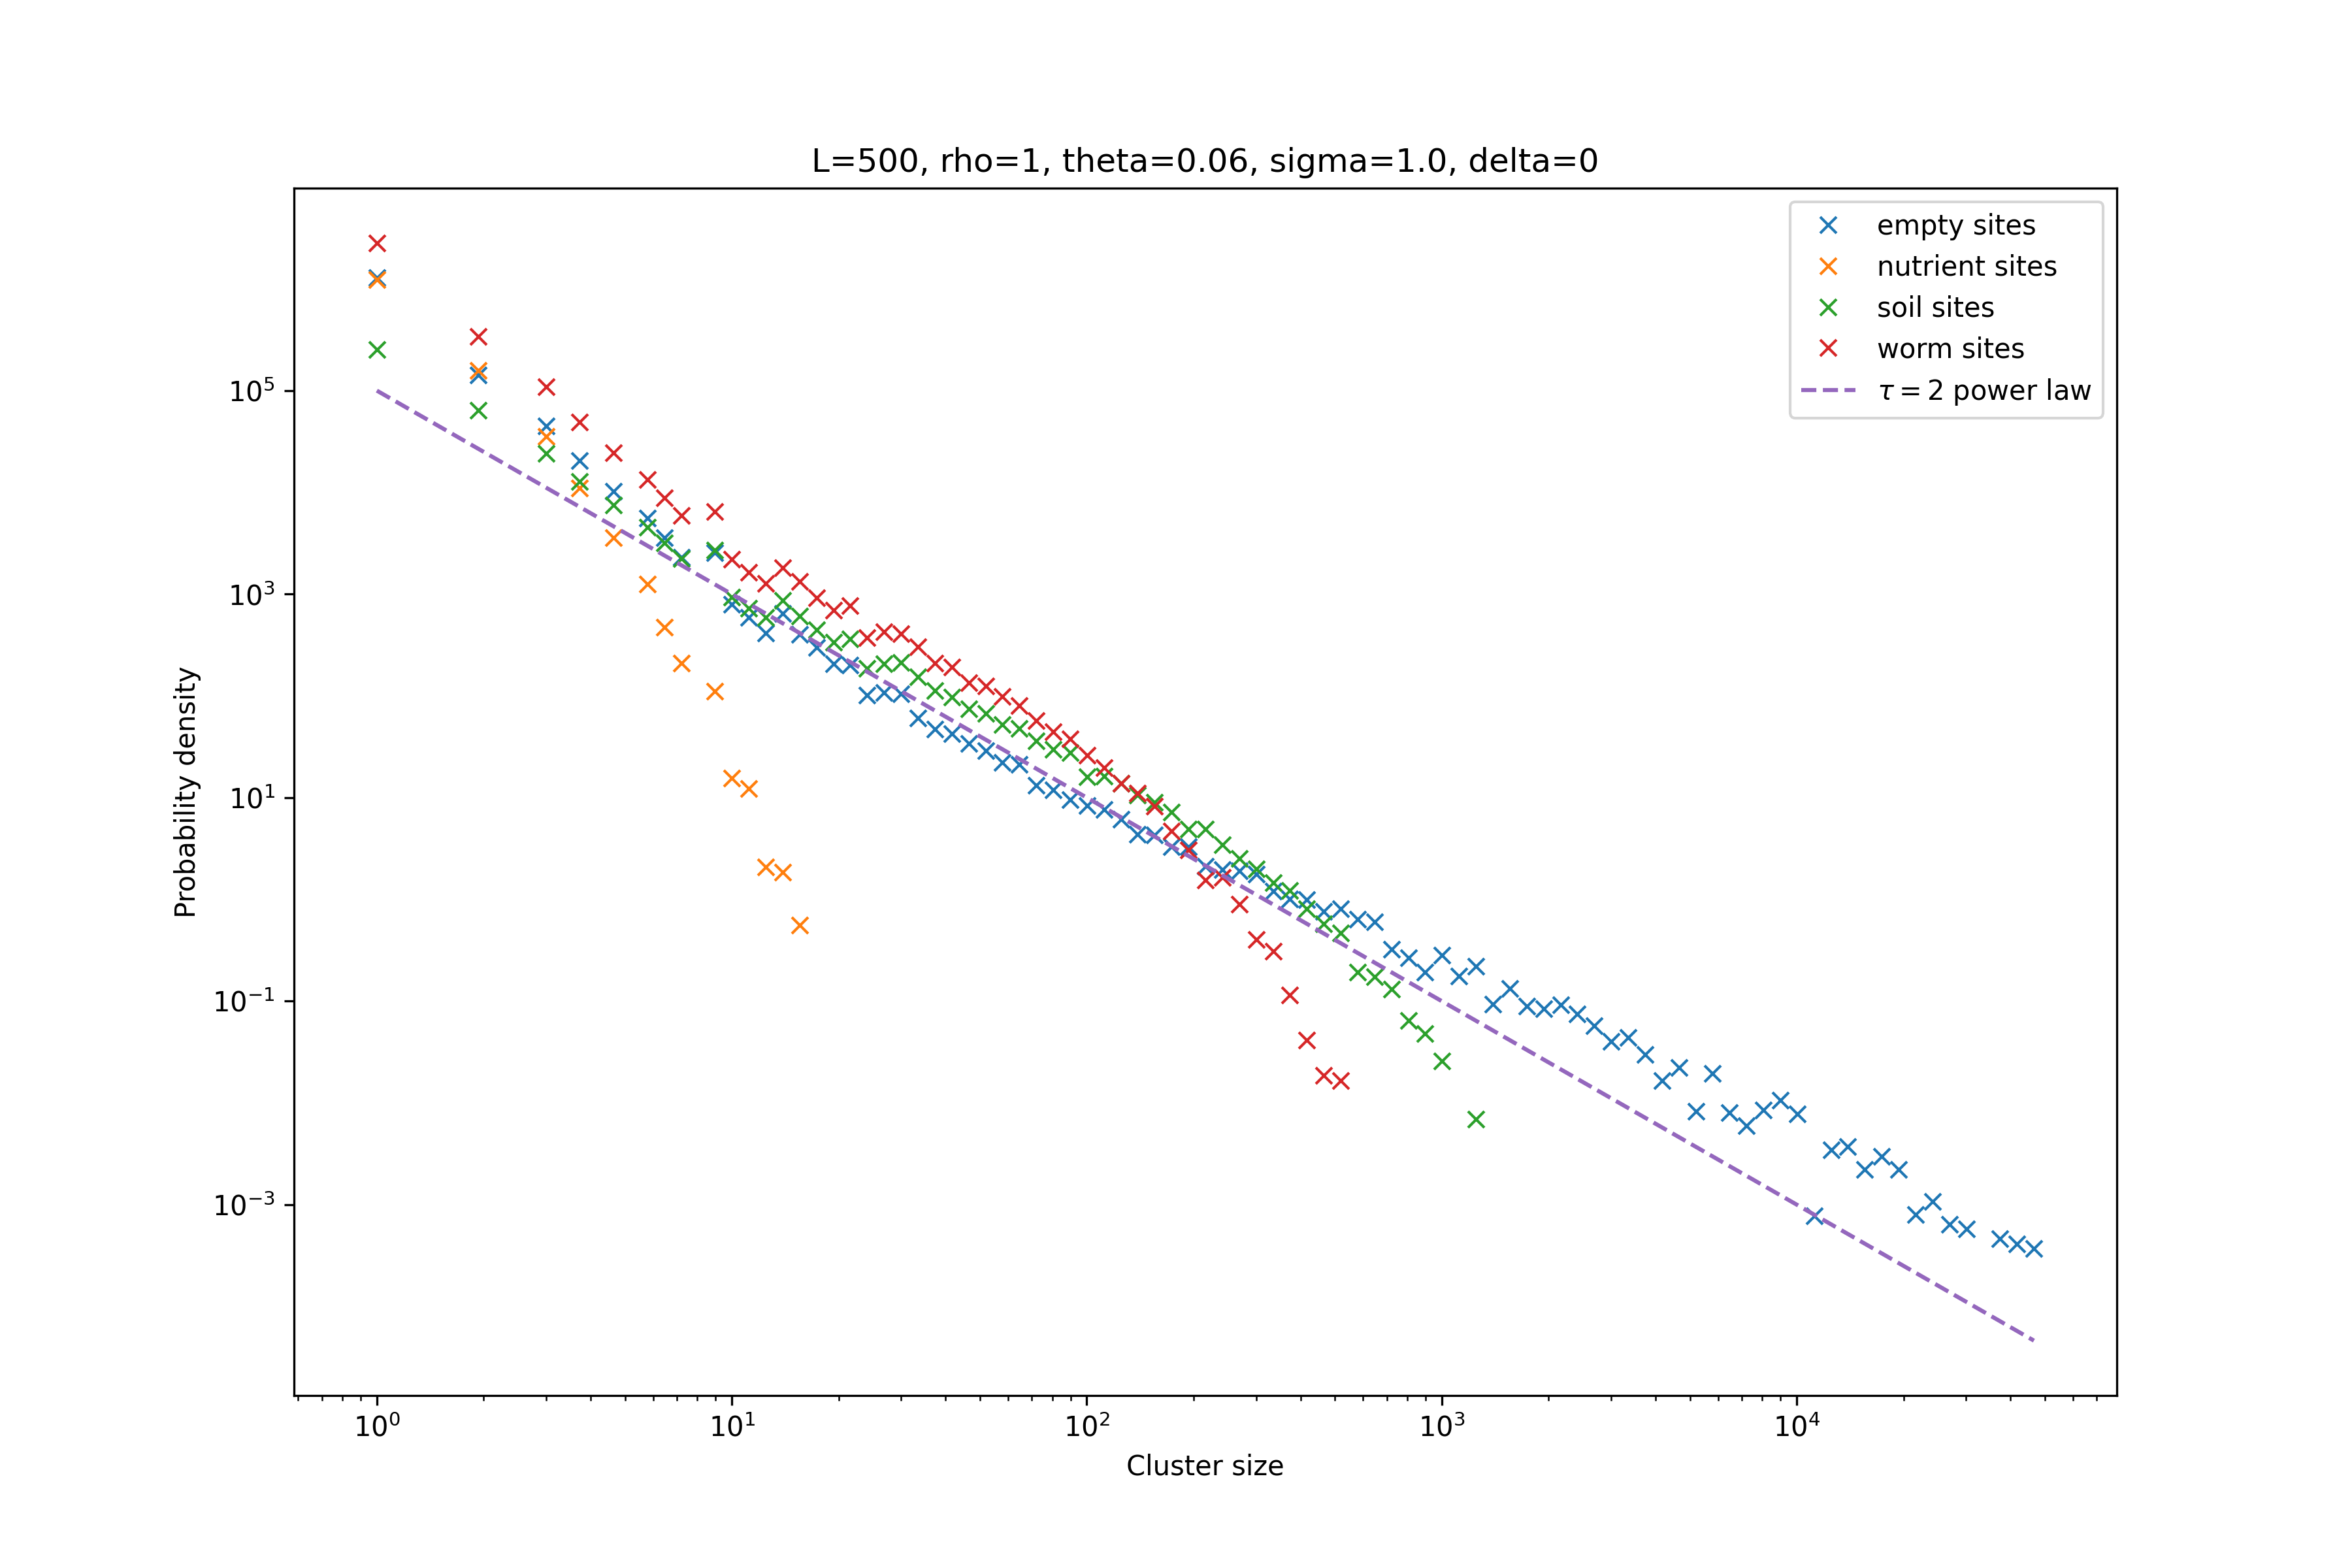 L=500, rho=1, theta=0.06, sigma=1.0, delta=0
empty sites
nutrient sites
soil sites
worm sites
τ = 2 power law
Probability density
10⁵
10³
10¹
10⁻¹
10⁻³
10⁰ 10¹ 10² 10³ 10⁴
Cluster size